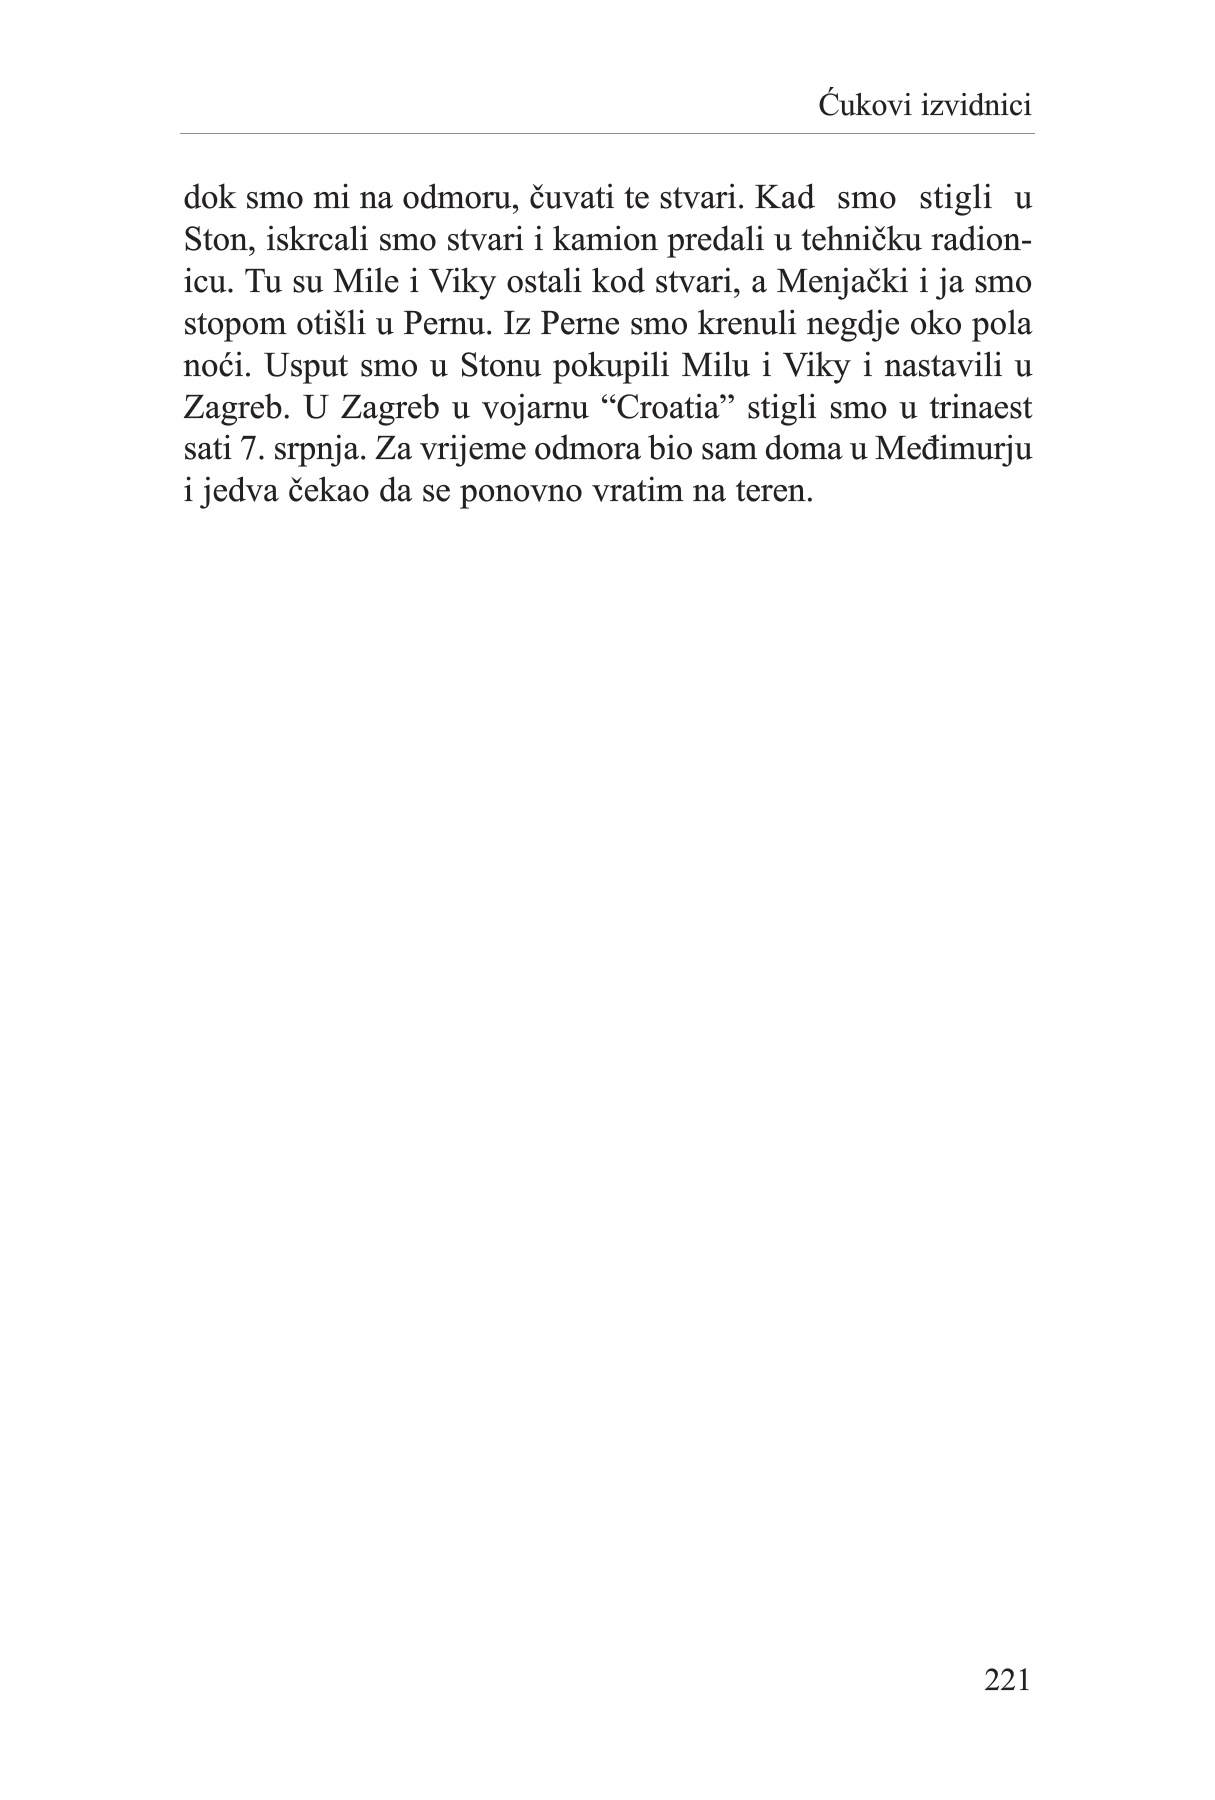 Ćukovi izvidnici
dok smo mi na odmoru, čuvati te stvari. Kad smo stigli u
Ston, iskrcali smo stvari i kamion predali u tehničku radion-
icu. Tu su Mile i Viky ostali kod stvari, a Menjački i ja smo
stopom otišli u Pernu. Iz Perne smo krenuli negdje oko pola
noći. Usput smo u Stonu pokupili Milu i Viky i nastavili u
Zagreb. U Zagreb u vojarnu “Croatia” stigli smo u trinaest
sati 7. srpnja. Za vrijeme odmora bio sam doma u Međimurju
i jedva čekao da se ponovno vratim na teren.
221